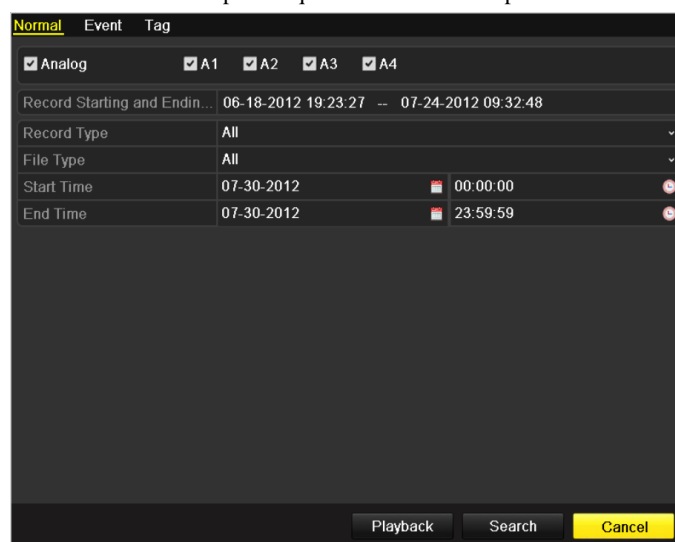 Normal Event Tag
Analog A1 A2 A3 A4
Record Starting and Endin... 06-18-2012 19:23:27 -- 07-24-2012 09:32:48
Record Type All
File Type All
Start Time 07-30-2012 00:00:00
End Time 07-30-2012 23:59:59
Playback Search Cancel